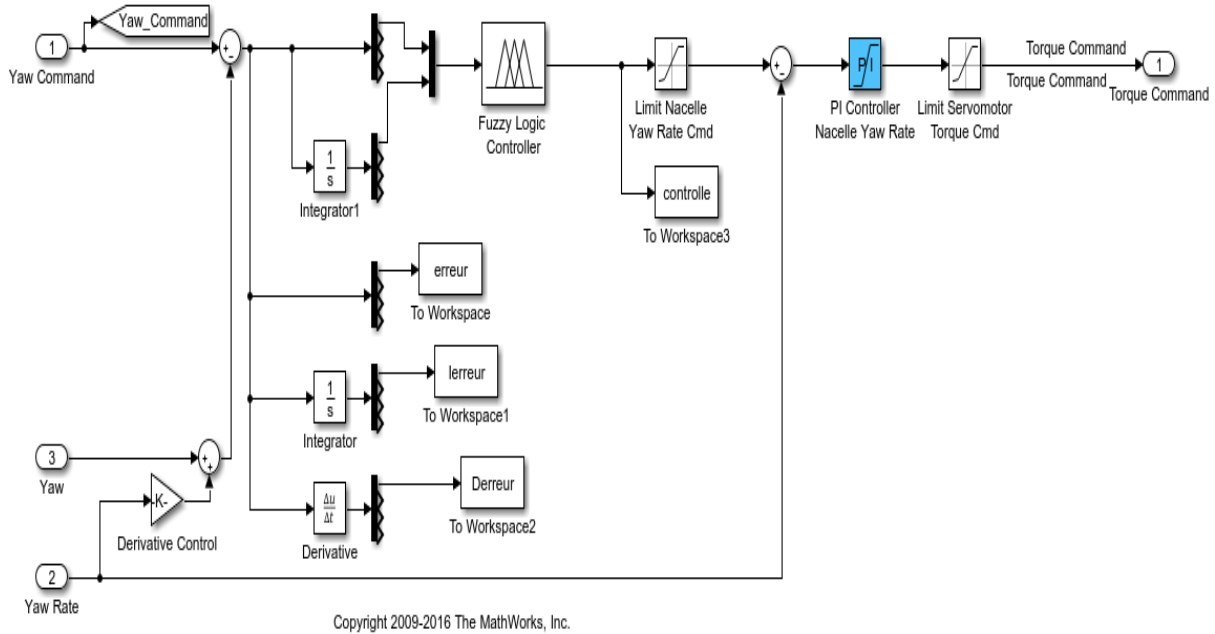 Yaw_Command
1
Yaw Command
+
-
Fuzzy Logic
Controller
Limit Nacelle
Yaw Rate Cmd
+
-
P I
PI Controller
Nacelle Yaw Rate
Limit Servomotor
Torque Cmd
Torque Command
Torque Command
1
Torque Command
1
s
Integrator1
controlle
To Workspace3
erreur
To Workspace
1
s
Integrator
Ierreur
To Workspace1
3
Yaw
+
+
-K-
Derivative Control
Δu
Δt
Derivative
Derreur
To Workspace2
2
Yaw Rate
Copyright 2009-2016 The MathWorks, Inc.